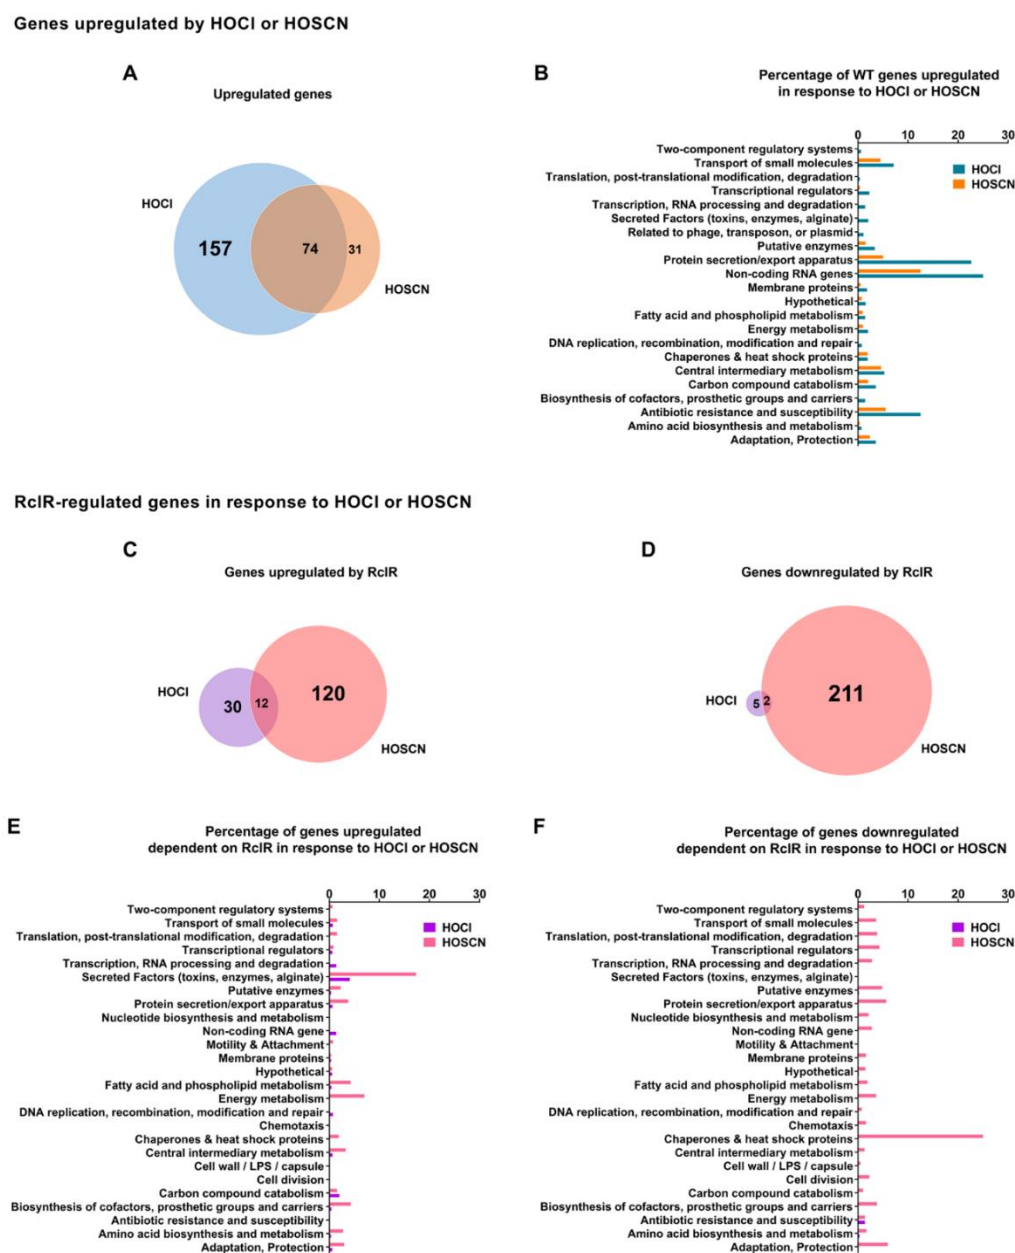 Genes upregulated by HOCl or HOSCN
A
Upregulated genes
HOCl
157
74
31
HOSCN
B
Percentage of WT genes upregulated
in response to HOCl or HOSCN
0 10 20 30
Two-component regulatory systems
Transport of small molecules
Translation, post-translational modification, degradation
Transcriptional regulators
Transcription, RNA processing and degradation
Secreted Factors (toxins, enzymes, alginate)
Related to phage, transposon, or plasmid
Putative enzymes
Protein secretion/export apparatus
Non-coding RNA genes
Membrane proteins
Hypothetical
Fatty acid and phospholipid metabolism
Energy metabolism
DNA replication, recombination, modification and repair
Chaperones & heat shock proteins
Central intermediary metabolism
Carbon compound catabolism
Biosynthesis of cofactors, prosthetic groups and carriers
Antibiotic resistance and susceptibility
Amino acid biosynthesis and metabolism
Adaptation, Protection
HOCl
HOSCN
RclR-regulated genes in response to HOCl or HOSCN
C
Genes upregulated by RclR
HOCl
30
12
120
HOSCN
D
Genes downregulated by RclR
HOCl
5
2
211
HOSCN
E
Percentage of genes upregulated
dependent on RclR in response to HOCl or HOSCN
0 10 20 30
Two-component regulatory systems
Transport of small molecules
Translation, post-translational modification, degradation
Transcriptional regulators
Transcription, RNA processing and degradation
Secreted Factors (toxins, enzymes, alginate)
Putative enzymes
Protein secretion/export apparatus
Nucleotide biosynthesis and metabolism
Non-coding RNA gene
Motility & Attachment
Membrane proteins
Hypothetical
Fatty acid and phospholipid metabolism
Energy metabolism
DNA replication, recombination, modification and repair
Chemotaxis
Chaperones & heat shock proteins
Central intermediary metabolism
Cell wall / LPS / capsule
Cell division
Carbon compound catabolism
Biosynthesis of cofactors, prosthetic groups and carriers
Antibiotic resistance and susceptibility
Amino acid biosynthesis and metabolism
Adaptation, Protection
HOCl
HOSCN
F
Percentage of genes downregulated
dependent on RclR in response to HOCl or HOSCN
0 10 20 30
Two-component regulatory systems
Transport of small molecules
Translation, post-translational modification, degradation
Transcriptional regulators
Transcription, RNA processing and degradation
Secreted Factors (toxins, enzymes, alginate)
Putative enzymes
Protein secretion/export apparatus
Nucleotide biosynthesis and metabolism
Non-coding RNA gene
Motility & Attachment
Membrane proteins
Hypothetical
Fatty acid and phospholipid metabolism
Energy metabolism
DNA replication, recombination, modification and repair
Chemotaxis
Chaperones & heat shock proteins
Central intermediary metabolism
Cell wall / LPS / capsule
Cell division
Carbon compound catabolism
Biosynthesis of cofactors, prosthetic groups and carriers
Antibiotic resistance and susceptibility
Amino acid biosynthesis and metabolism
Adaptation, Protection
HOCl
HOSCN